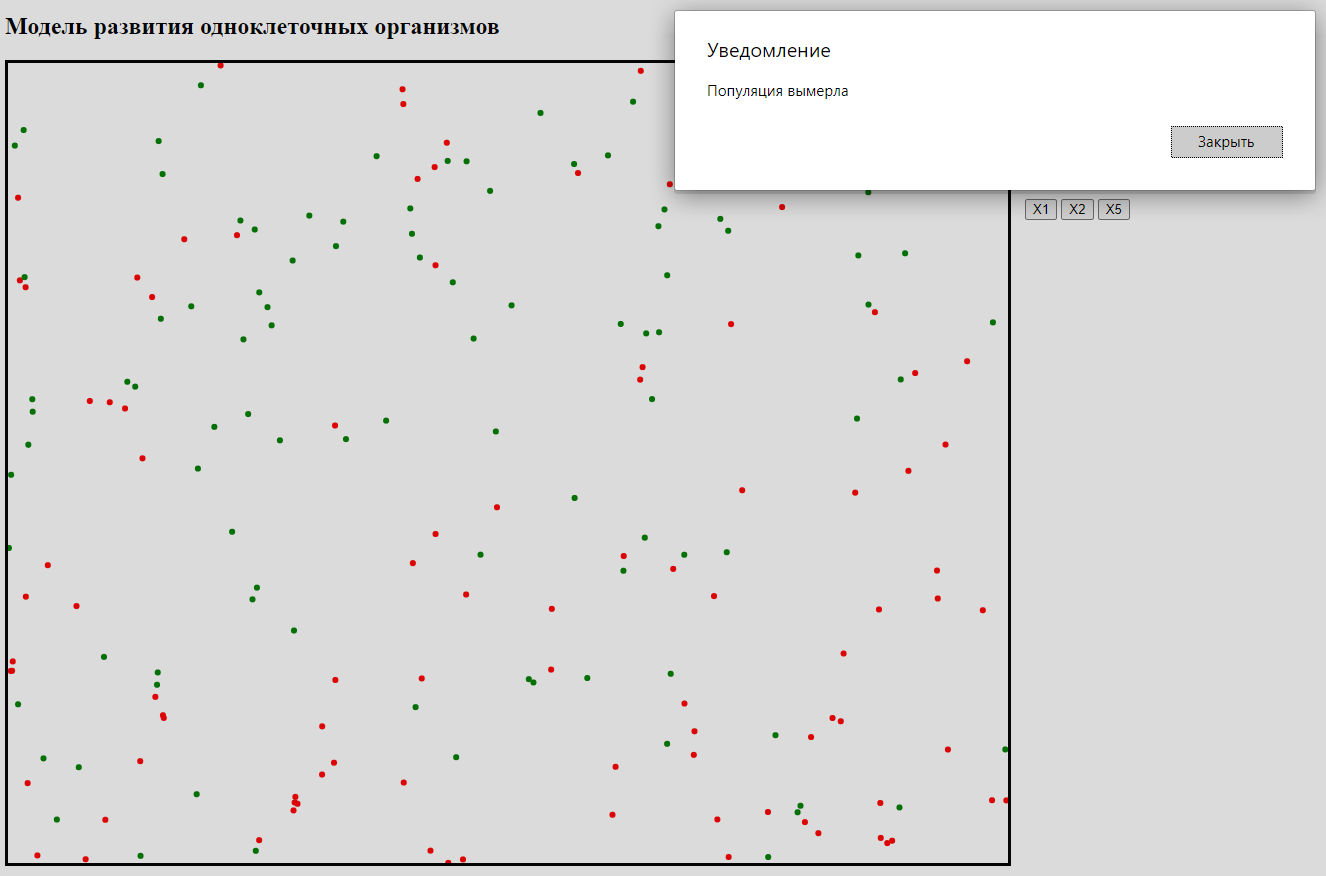 Модель развития одноклеточных организмов
Уведомление
Популяция вымерла
Закрыть
X1 X2 X5